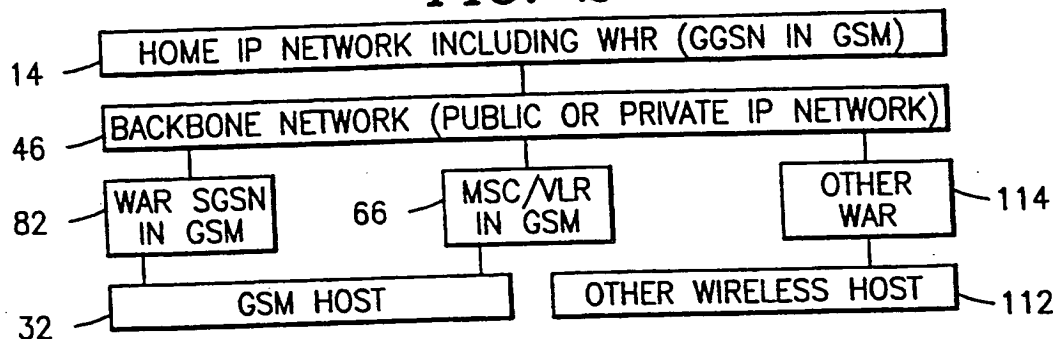 HOME IP NETWORK INCLUDING WHR (GGSN IN GSM)
14
BACKBONE NETWORK (PUBLIC OR PRIVATE IP NETWORK)
46
WAR SGSN
IN GSM
82
MSC/VLR
IN GSM
66
OTHER
WAR
114
GSM HOST
32
OTHER WIRELESS HOST
112